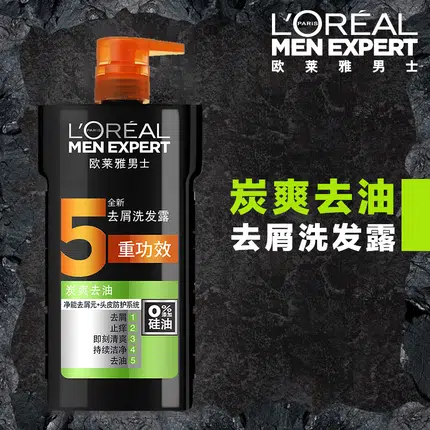 L'ORÉAL
PARIS
MEN EXPERT
欧莱雅男士
炭爽去油
去屑洗发露
L'ORÉAL
PARIS
MEN EXPERT
欧莱雅男士
5
全新
去屑洗发露
重功效
炭爽去油
净能去屑元+头皮防护系统
去屑 1
止痒 2
即刻清爽 3
持续洁净 4
去油 5
0%添加
硅油